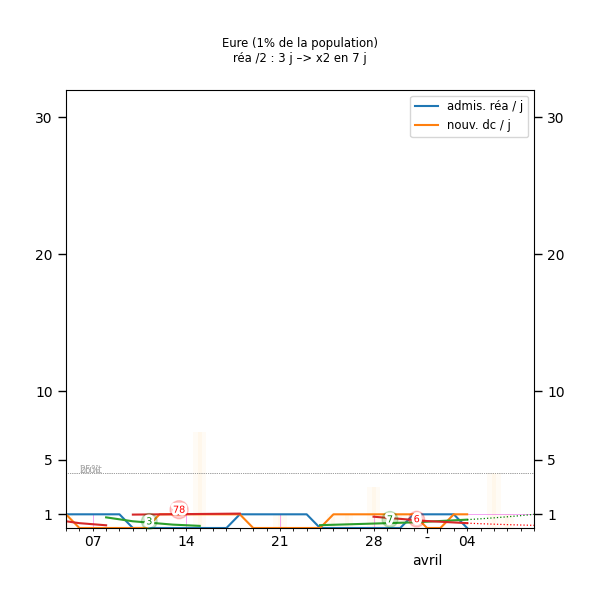 Eure (1% de la population)
réa /2 : 3 j –> x2 en 7 j
admis. réa / j
nouv. dc / j
30 30
20 20
10 10
5 5
1 1
3 78 7 6
07 14 21 28 - 04
avril